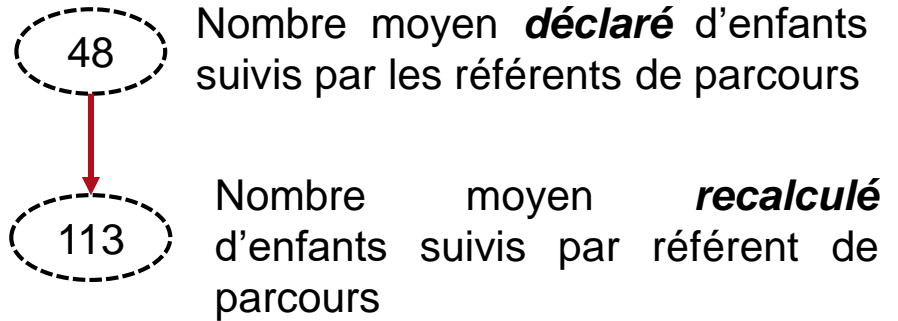 48
Nombre moyen déclaré d'enfants
suivis par les référents de parcours
113
Nombre moyen recalculé
d'enfants suivis par référent de
parcours